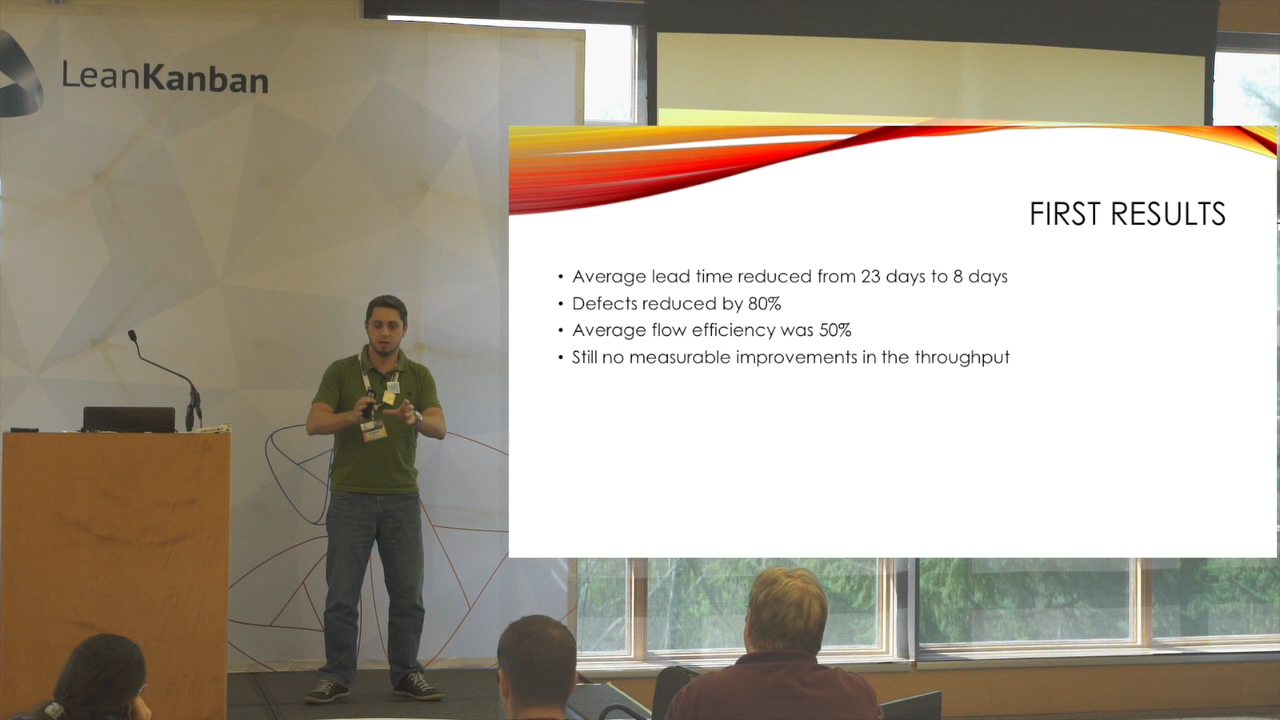 LeanKanban
FIRST RESULTS
• Average lead time reduced from 23 days to 8 days
• Defects reduced by 80%
• Average flow efficiency was 50%
• Still no measurable improvements in the throughput